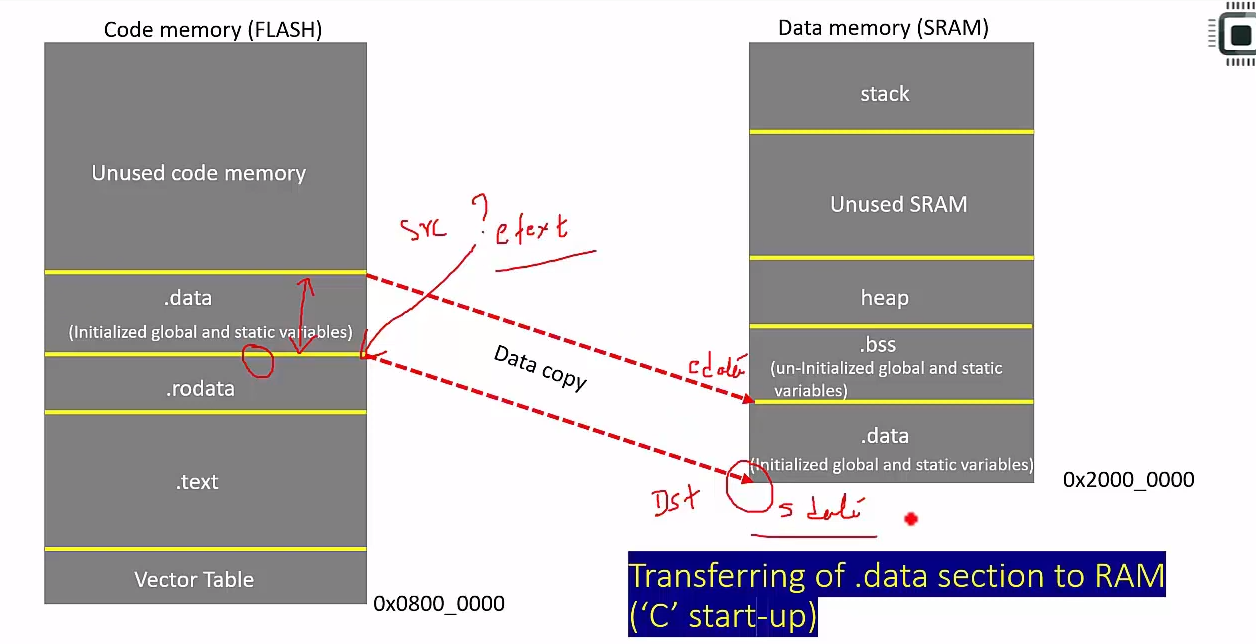 Code memory (FLASH)
Unused code memory
.data
(Initialized global and static variables)
.rodata
.text
Vector Table
0x0800_0000
Src ? etext
Data copy
edata
Dst
sdata
Data memory (SRAM)
stack
Unused SRAM
heap
.bss
(un-Initialized global and static
variables)
.data
(Initialized global and static variables)
0x2000_0000
Transferring of .data section to RAM
(‘C’ start-up)